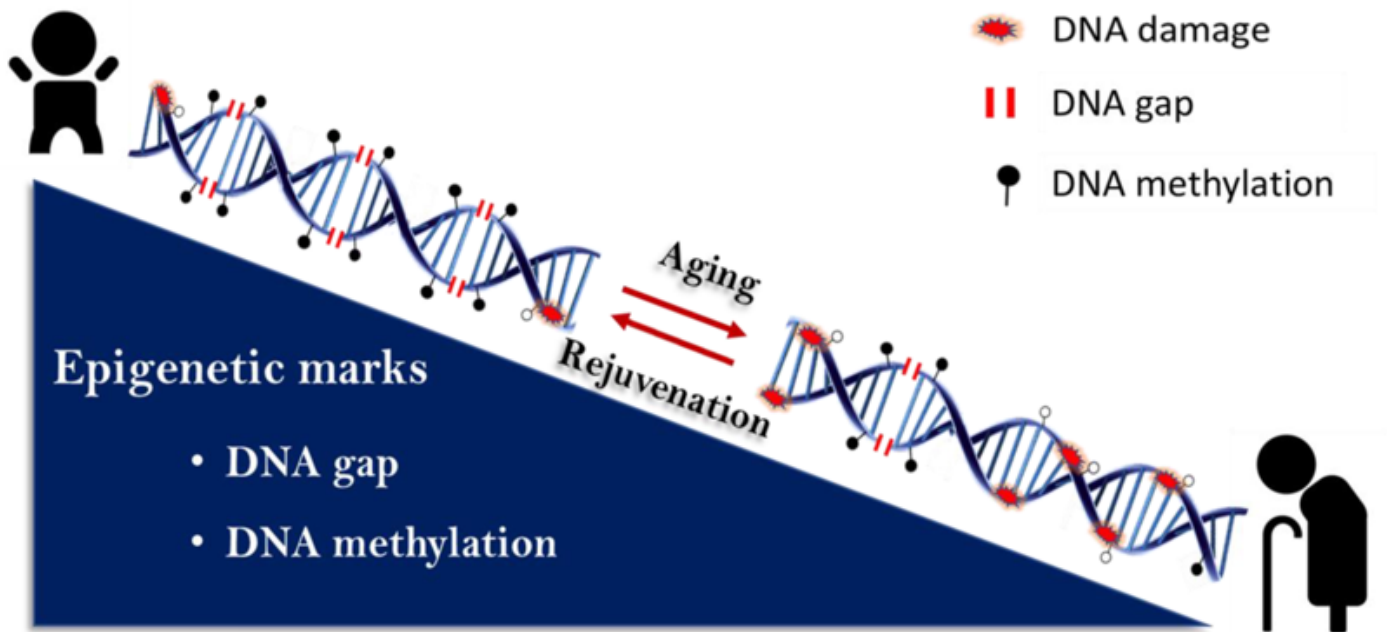 DNA damage
DNA gap
DNA methylation
Aging
Rejuvenation
Epigenetic marks
• DNA gap
• DNA methylation